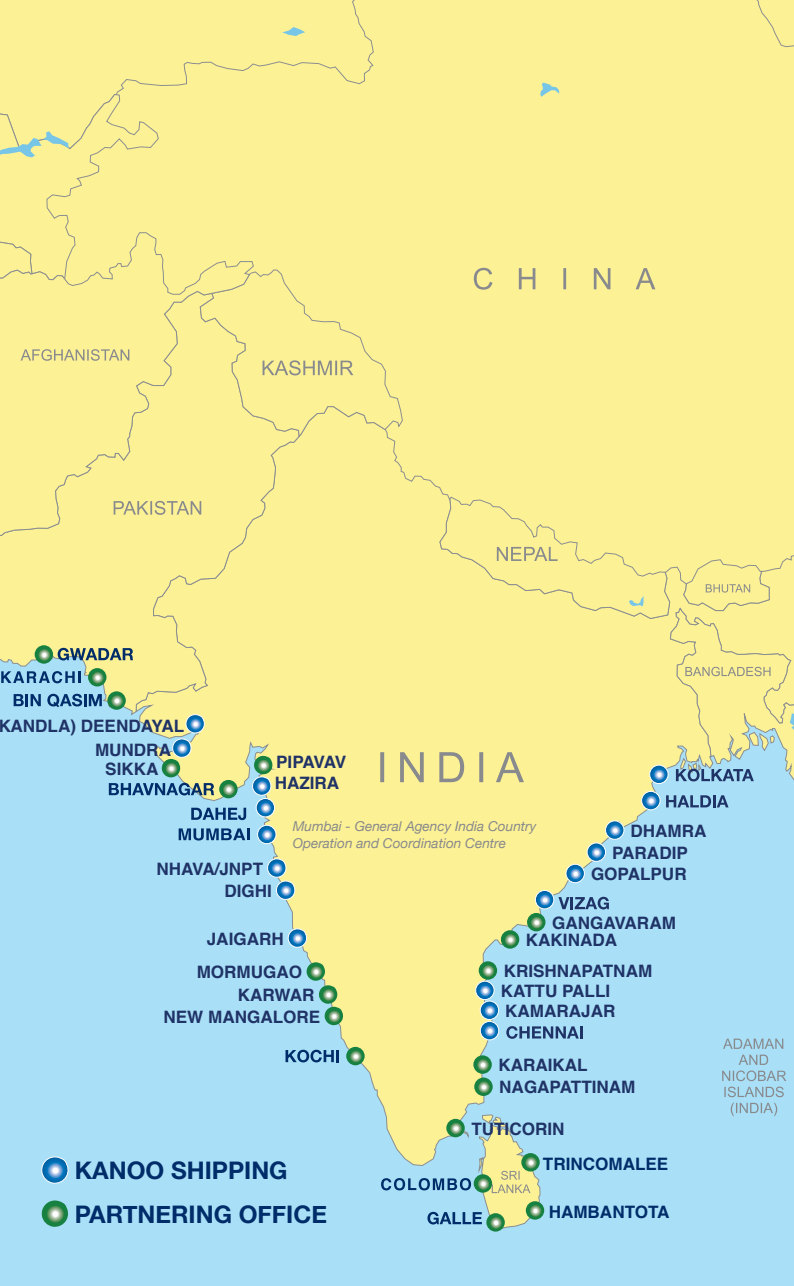 CHINA
AFGHANISTAN
KASHMIR
PAKISTAN
NEPAL
BHUTAN
GWADAR
BANGLADESH
KARACHI
BIN QASIM
KANDLA) DEENDAYAL
MUNDRA
PIPAVAV
INDIA
SIKKA
KOLKATA
HAZIRA
BHAVNAGAR
HALDIA
DAHEJ
Mumbai - General Agency India Country
Operation and Coordination Centre
MUMBAI
DHAMRA
PARADIP
NHAVA/JNPT
GOPALPUR
DIGHI
VIZAG
GANGAVARAM
JAIGARH
KAKINADA
MORMUGAO
KRISHNAPATNAM
KARWAR
KATTU PALLI
NEW MANGALORE
KAMARAJAR
CHENNAI
ADAMAN
AND
NICOBAR
ISLANDS
(INDIA)
KOCHI
KARAIKAL
NAGAPATTINAM
TUTICORIN
TRINCOMALEE
SRI
LANKA
COLOMBO
HAMBANTOTA
GALLE
KANOO SHIPPING
PARTNERING OFFICE